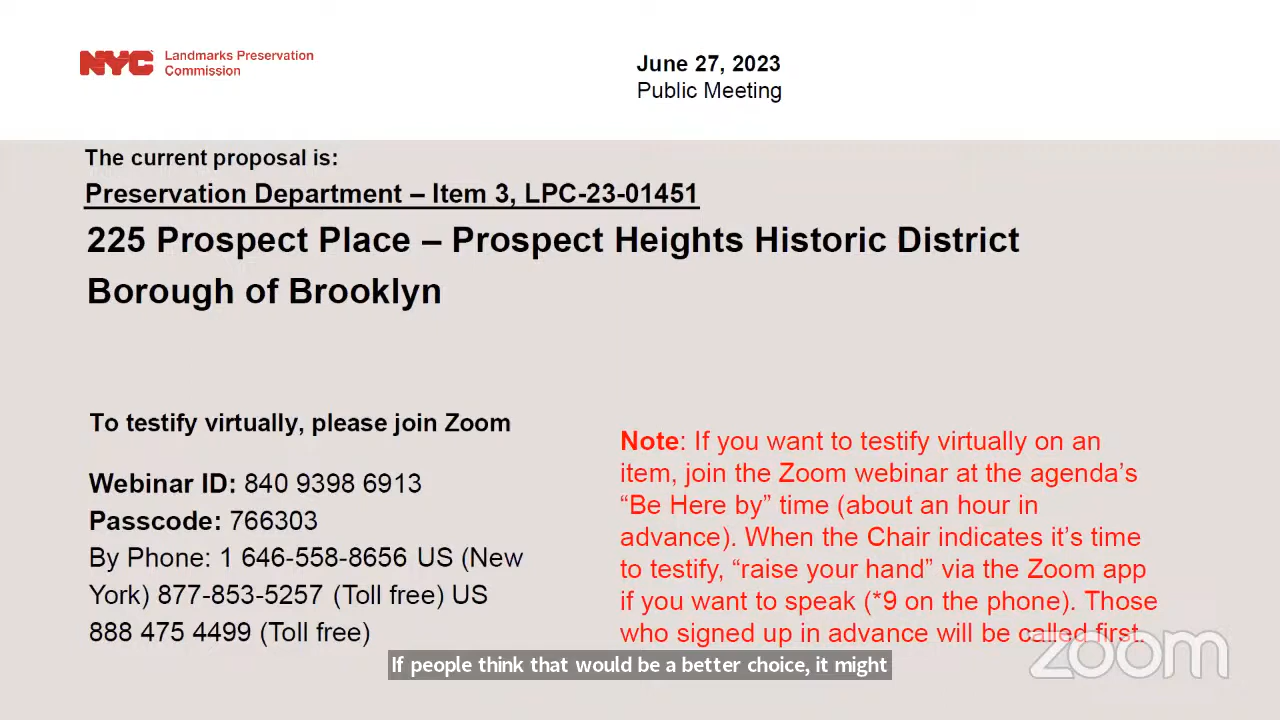 NYC Landmarks Preservation
Commission
June 27, 2023
Public Meeting
The current proposal is:
Preservation Department – Item 3, LPC-23-01451
225 Prospect Place – Prospect Heights Historic District
Borough of Brooklyn
To testify virtually, please join Zoom
Webinar ID: 840 9398 6913
Passcode: 766303
By Phone: 1 646-558-8656 US (New
York) 877-853-5257 (Toll free) US
888 475 4499 (Toll free)
Note: If you want to testify virtually on an
item, join the Zoom webinar at the agenda’s
“Be Here by” time (about an hour in
advance). When the Chair indicates it’s time
to testify, “raise your hand” via the Zoom app
if you want to speak (*9 on the phone). Those
who signed up in advance will be called first.
zoom
If people think that would be a better choice, it might